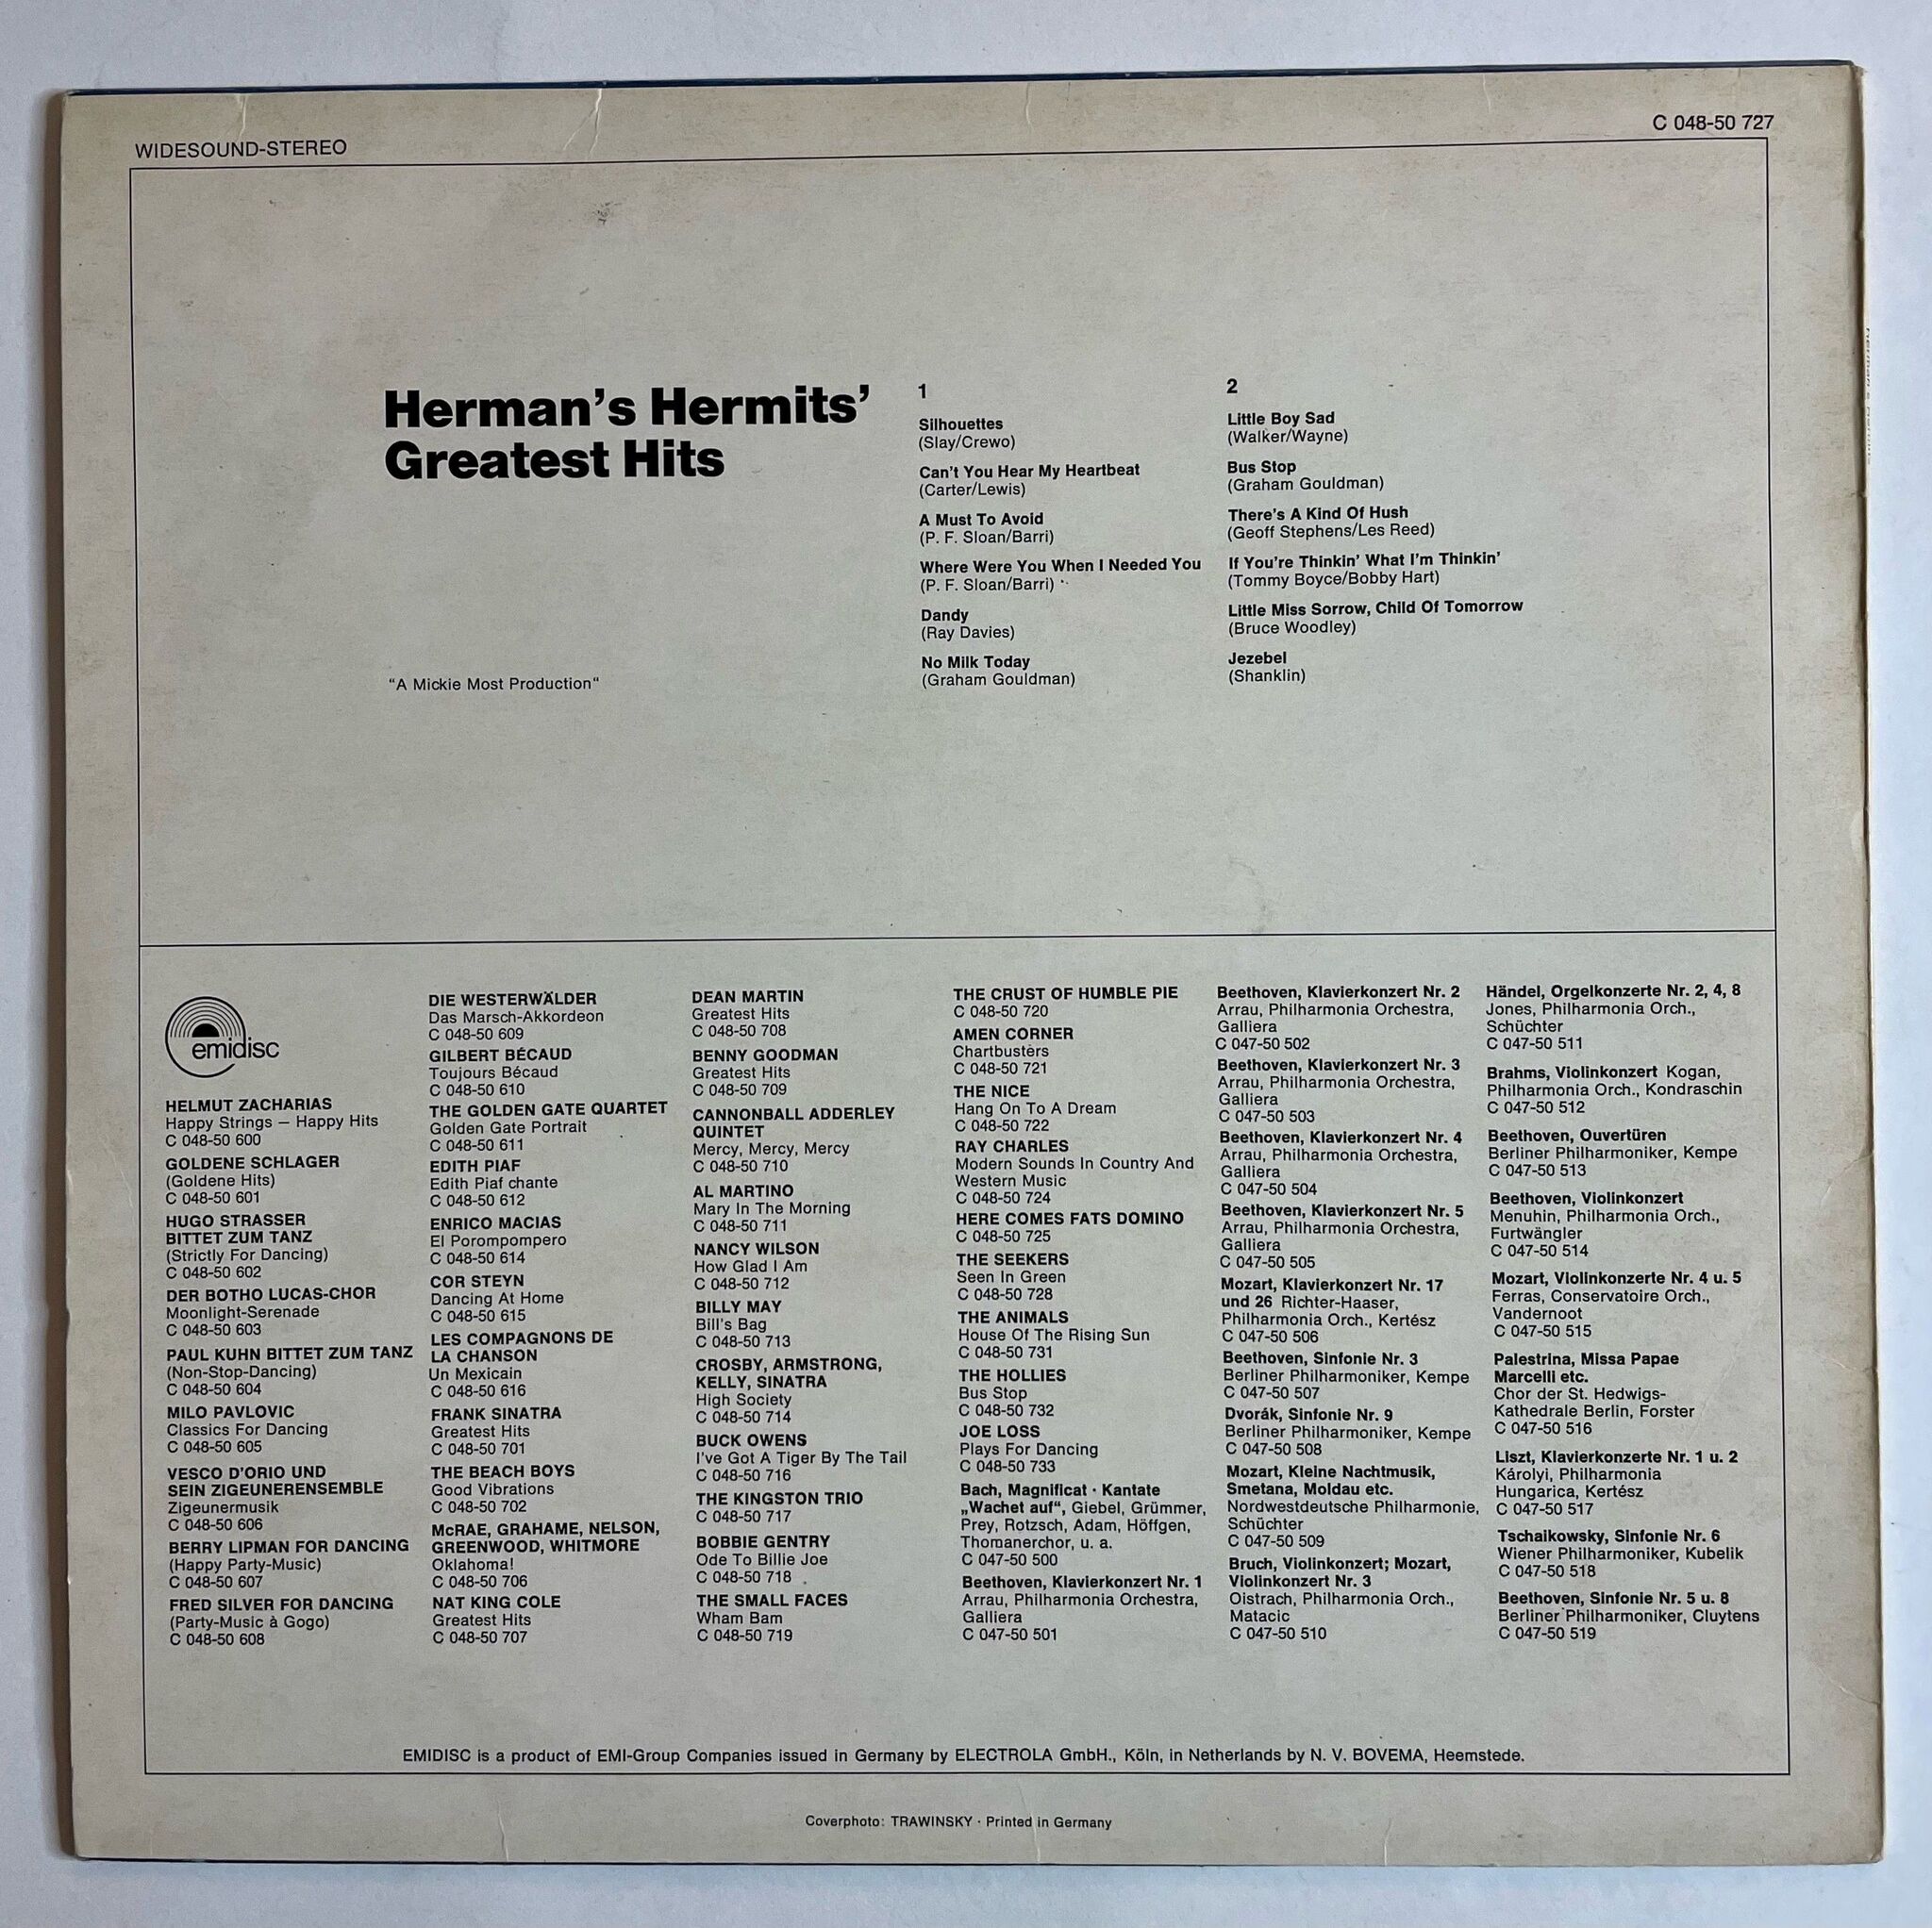 WIDESOUND-STEREO
C 048-50 727
Herman's Hermits'
Greatest Hits
"A Mickie Most Production"
1
Silhouettes
(Slay/Crewo)
Can't You Hear My Heartbeat
(Carter/Lewis)
A Must To Avoid
(P. F. Sloan/Barri)
Where Were You When I Needed You
(P. F. Sloan/Barri)
Dandy
(Ray Davies)
No Milk Today
(Graham Gouldman)
2
Little Boy Sad
(Walker/Wayne)
Bus Stop
(Graham Gouldman)
There's A Kind Of Hush
(Geoff Stephens/Les Reed)
If You're Thinkin' What I'm Thinkin'
(Tommy Boyce/Bobby Hart)
Little Miss Sorrow, Child Of Tomorrow
(Bruce Woodley)
Jezebel
(Shanklin)
emidisc
HELMUT ZACHARIAS
Happy Strings – Happy Hits
C 048-50 600
GOLDENE SCHLAGER
(Goldene Hits)
C 048-50 601
HUGO STRASSER
BITTET ZUM TANZ
(Strictly For Dancing)
C 048-50 602
DER BOTHO LUCAS-CHOR
Moonlight-Serenade
C 048-50 603
PAUL KUHN BITTET ZUM TANZ
(Non-Stop-Dancing)
C 048-50 604
MILO PAVLOVIC
Classics For Dancing
C 048-50 605
VESCO D'ORIO UND
SEIN ZIGEUNERENSEMBLE
Zigeunermusik
C 048-50 606
BERRY LIPMAN FOR DANCING
(Happy Party-Music)
C 048-50 607
FRED SILVER FOR DANCING
(Party-Music à Gogo)
C 048-50 608
DIE WESTERWÄLDER
Das Marsch-Akkordeon
C 048-50 609
GILBERT BÉCAUD
Toujours Bécaud
C 048-50 610
THE GOLDEN GATE QUARTET
Golden Gate Portrait
C 048-50 611
EDITH PIAF
Edith Piaf chante
C 048-50 612
ENRICO MACIAS
El Porompompero
C 048-50 614
COR STEYN
Dancing At Home
C 048-50 615
LES COMPAGNONS DE
LA CHANSON
Un Mexicain
C 048-50 616
FRANK SINATRA
Greatest Hits
C 048-50 701
THE BEACH BOYS
Good Vibrations
C 048-50 702
McRAE, GRAHAME, NELSON,
GREENWOOD, WHITMORE
Oklahoma!
C 048-50 706
NAT KING COLE
Greatest Hits
C 048-50 707
DEAN MARTIN
Greatest Hits
C 048-50 708
BENNY GOODMAN
Greatest Hits
C 048-50 709
CANNONBALL ADDERLEY
QUINTET
Mercy, Mercy, Mercy
C 048-50 710
AL MARTINO
Mary In The Morning
C 048-50 711
NANCY WILSON
How Glad I Am
C 048-50 712
BILLY MAY
Bill's Bag
C 048-50 713
CROSBY, ARMSTRONG,
KELLY, SINATRA
High Society
C 048-50 714
BUCK OWENS
I've Got A Tiger By The Tail
C 048-50 716
THE KINGSTON TRIO
C 048-50 717
BOBBIE GENTRY
Ode To Billie Joe
C 048-50 718
THE SMALL FACES
Wham Bam
C 048-50 719
THE CRUST OF HUMBLE PIE
C 048-50 720
AMEN CORNER
Chartbusters
C 048-50 721
THE NICE
Hang On To A Dream
C 048-50 722
RAY CHARLES
Modern Sounds In Country And
Western Music
C 048-50 724
HERE COMES FATS DOMINO
C 048-50 725
THE SEEKERS
Seen In Green
C 048-50 728
THE ANIMALS
House Of The Rising Sun
C 048-50 731
THE HOLLIES
Bus Stop
C 048-50 732
JOE LOSS
Plays For Dancing
C 048-50 733
Bach, Magnificat · Kantate
„Wachet auf“, Giebel, Grümmer,
Prey, Rotzsch, Adam, Höffgen,
Thomanerchor, u. a.
C 047-50 500
Beethoven, Klavierkonzert Nr. 1
Arrau, Philharmonia Orchestra,
Galliera
C 047-50 501
Beethoven, Klavierkonzert Nr. 2
Arrau, Philharmonia Orchestra,
Galliera
C 047-50 502
Beethoven, Klavierkonzert Nr. 3
Arrau, Philharmonia Orchestra,
Galliera
C 047-50 503
Beethoven, Klavierkonzert Nr. 4
Arrau, Philharmonia Orchestra,
Galliera
C 047-50 504
Beethoven, Klavierkonzert Nr. 5
Arrau, Philharmonia Orchestra,
Galliera
C 047-50 505
Mozart, Klavierkonzert Nr. 17
und 26 Richter-Haaser,
Philharmonia Orch., Kertész
C 047-50 506
Beethoven, Sinfonie Nr. 3
Berliner Philharmoniker, Kempe
C 047-50 507
Dvorák, Sinfonie Nr. 9
Berliner Philharmoniker, Kempe
C 047-50 508
Mozart, Kleine Nachtmusik,
Smetana, Moldau etc.
Nordwestdeutsche Philharmonie,
Schüchter
C 047-50 509
Bruch, Violinkonzert; Mozart,
Violinkonzert Nr. 3
Oistrach, Philharmonia Orch.,
Matacic
C 047-50 510
Händel, Orgelkonzerte Nr. 2, 4, 8
Jones, Philharmonia Orch.,
Schüchter
C 047-50 511
Brahms, Violinkonzert Kogan,
Philharmonia Orch., Kondraschin
C 047-50 512
Beethoven, Ouvertüren
Berliner Philharmoniker, Kempe
C 047-50 513
Beethoven, Violinkonzert
Menuhin, Philharmonia Orch.,
Furtwängler
C 047-50 514
Mozart, Violinkonzerte Nr. 4 u. 5
Ferras, Conservatoire Orch.,
Vandernoot
C 047-50 515
Palestrina, Missa Papae
Marcelli etc.
Chor der St. Hedwigs-
Kathedrale Berlin, Forster
C 047-50 516
Liszt, Klavierkonzerte Nr. 1 u. 2
Károlyi, Philharmonia
Hungarica, Kertész
C 047-50 517
Tschaikowsky, Sinfonie Nr. 6
Wiener Philharmoniker, Kubelik
C 047-50 518
Beethoven, Sinfonie Nr. 5 u. 8
Berliner Philharmoniker, Cluytens
C 047-50 519
EMIDISC is a product of EMI-Group Companies issued in Germany by ELECTROLA GmbH., Köln, in Netherlands by N. V. BOVEMA, Heemstede.
Coverphoto: TRAWINSKY · Printed in Germany